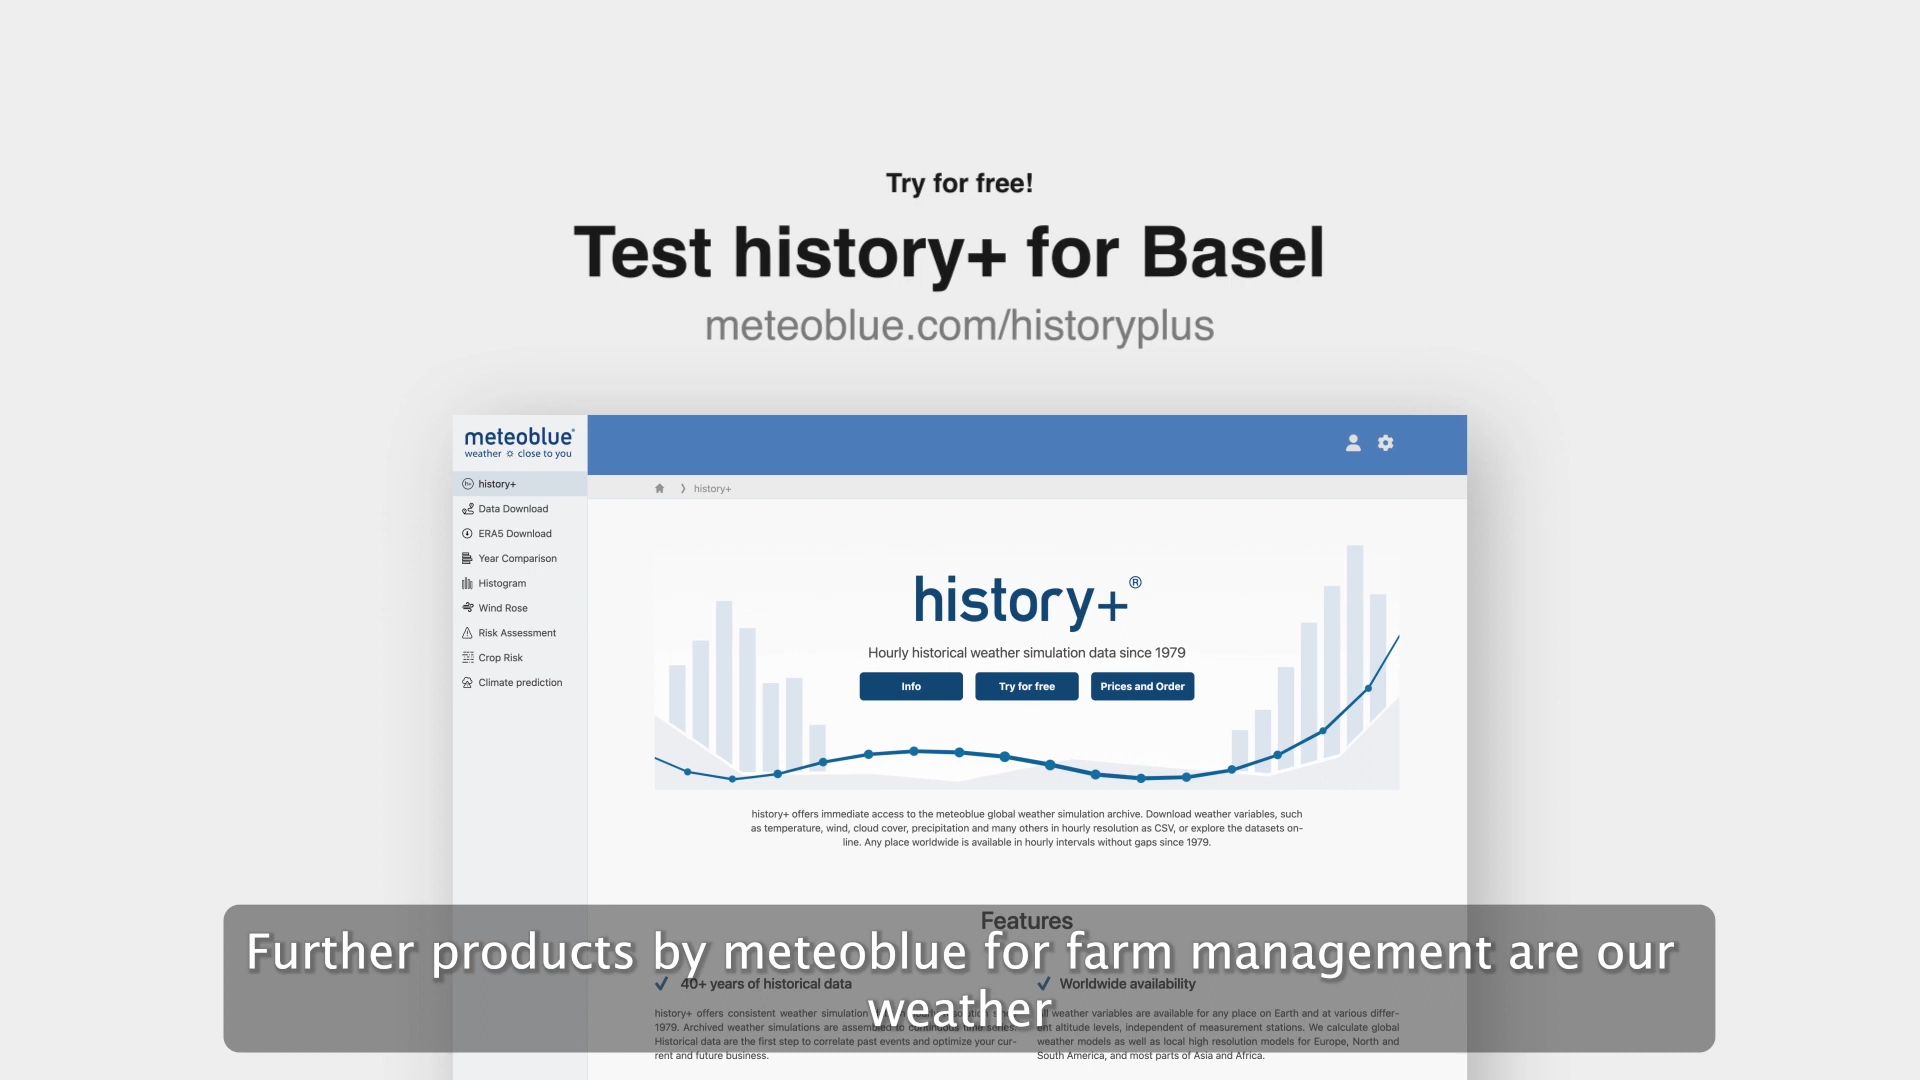 Try for free!
Test history+ for Basel
meteoblue.com/historyplus
meteoblue®
weather ☼ close to you
history+
Data Download
ERA5 Download
Year Comparison
Histogram
Wind Rose
Risk Assessment
Crop Risk
Climate prediction
❯ history+
history+®
Hourly historical weather simulation data since 1979
Info
Try for free
Prices and Order
history+ offers immediate access to the meteoblue global weather simulation archive. Download weather variables, such
as temperature, wind, cloud cover, precipitation and many others in hourly resolution as CSV, or explore the datasets on-
line. Any place worldwide is available in hourly intervals without gaps since 1979.
Features
40+ years of historical data
history+ offers consistent weather simulation
1979. Archived weather simulations are assembled to continuous time series.
Historical data are the first step to correlate past events and optimize your cur-
rent and future business.
Worldwide availability
weather variables are available for any place on Earth and at various differ-
ent altitude levels, independent of measurement stations. We calculate global
weather models as well as local high resolution models for Europe, North and
South America, and most parts of Asia and Africa.
Further products by meteoblue for farm management are our
weather